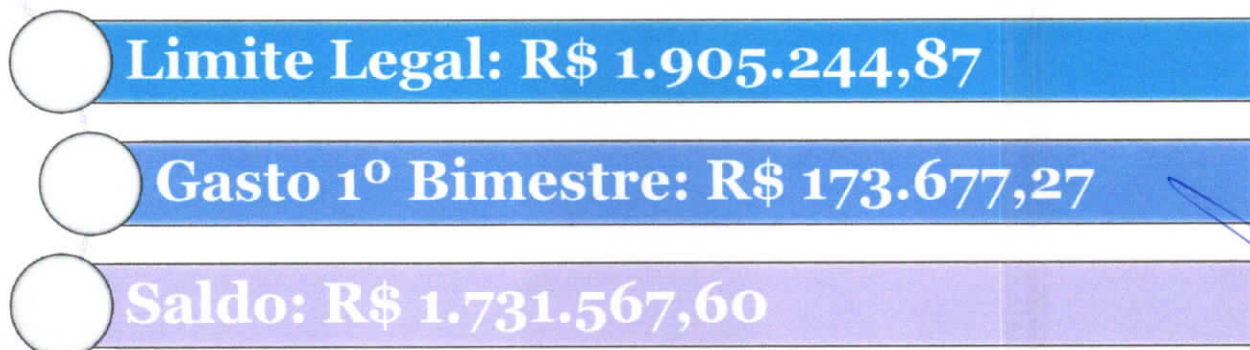 Limite Legal: R$ 1.905.244,87
Gasto 1º Bimestre: R$ 173.677,27
Saldo: R$ 1.731.567,60